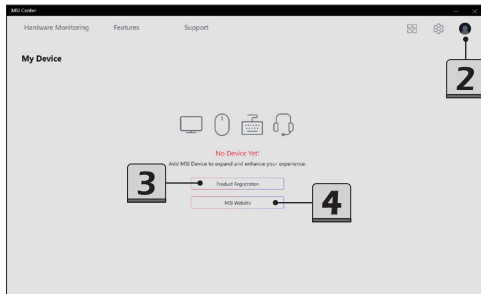 MSI Center
Hardware Monitoring Features Support
My Device
2
No Device Yet!
Add MSI Device to expand and enhance your experience.
3
Product Registration
MSI Website
4